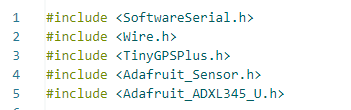 1 #include <SoftwareSerial.h>
2 #include <Wire.h>
3 #include <TinyGPSPlus.h>
4 #include <Adafruit_Sensor.h>
5 #include <Adafruit_ADXL345_U.h>